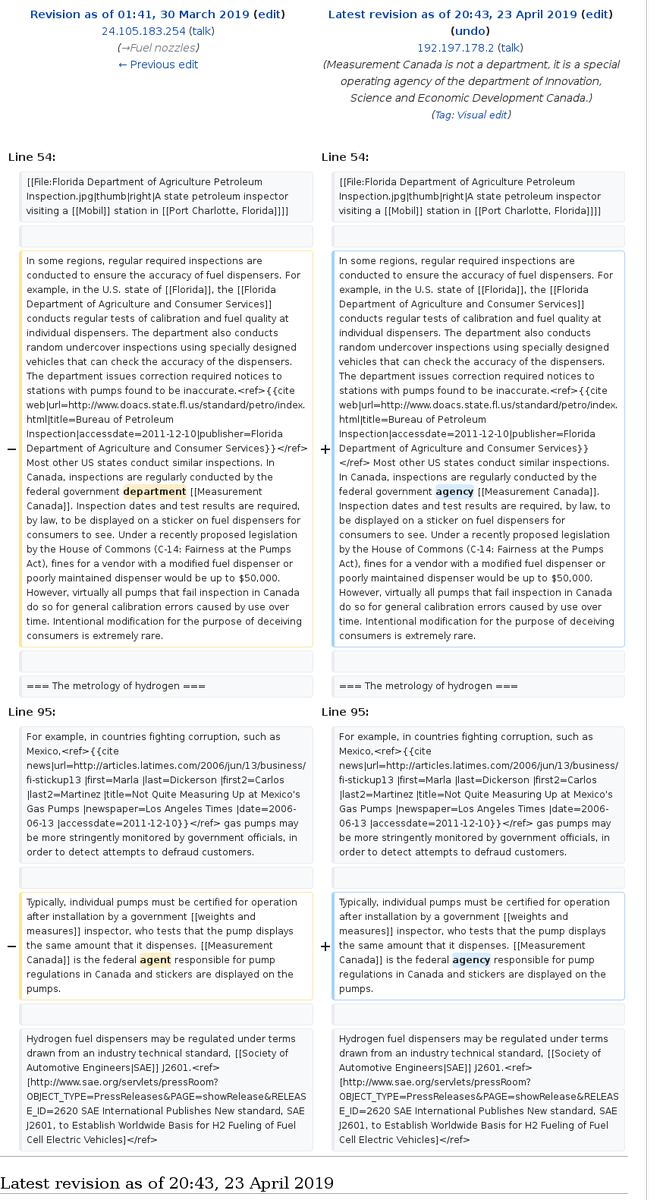 Revision as of 01:41, 30 March 2019 (edit)
24.105.183.254 (talk)
(→Fuel nozzles)
← Previous edit
Latest revision as of 20:43, 23 April 2019 (edit)
(undo)
192.197.178.2 (talk)
(Measurement Canada is not a department, it is a special
operating agency of the department of Innovation,
Science and Economic Development Canada.)
(Tag: Visual edit)
Line 54:
[[File:Florida Department of Agriculture Petroleum
Inspection.jpg|thumb|right|A state petroleum inspector
visiting a [[Mobil]] station in [[Port Charlotte, Florida]]]]
Line 54:
[[File:Florida Department of Agriculture Petroleum
Inspection.jpg|thumb|right|A state petroleum inspector
visiting a [[Mobil]] station in [[Port Charlotte, Florida]]]]
−
In some regions, regular required inspections are
conducted to ensure the accuracy of fuel dispensers. For
example, in the U.S. state of [[Florida]], the [[Florida
Department of Agriculture and Consumer Services]]
conducts regular tests of calibration and fuel quality at
individual dispensers. The department also conducts
random undercover inspections using specially designed
vehicles that can check the accuracy of the dispensers.
The department issues correction required notices to
stations with pumps found to be inaccurate.<ref>{{cite
web|url=http://www.doacs.state.fl.us/standard/petro/index.
html|title=Bureau of Petroleum
Inspection|accessdate=2011-12-10|publisher=Florida
Department of Agriculture and Consumer Services}}</ref>
Most other US states conduct similar inspections. In
Canada, inspections are regularly conducted by the
federal government department [[Measurement
Canada]]. Inspection dates and test results are required,
by law, to be displayed on a sticker on fuel dispensers for
consumers to see. Under a recently proposed legislation
by the House of Commons (C-14: Fairness at the Pumps
Act), fines for a vendor with a modified fuel dispenser or
poorly maintained dispenser would be up to $50,000.
However, virtually all pumps that fail inspection in Canada
do so for general calibration errors caused by use over
time. Intentional modification for the purpose of deceiving
consumers is extremely rare.
+
In some regions, regular required inspections are
conducted to ensure the accuracy of fuel dispensers. For
example, in the U.S. state of [[Florida]], the [[Florida
Department of Agriculture and Consumer Services]]
conducts regular tests of calibration and fuel quality at
individual dispensers. The department also conducts
random undercover inspections using specially designed
vehicles that can check the accuracy of the dispensers.
The department issues correction required notices to
stations with pumps found to be inaccurate.<ref>{{cite
web|url=http://www.doacs.state.fl.us/standard/petro/index.
html|title=Bureau of Petroleum
Inspection|accessdate=2011-12-10|publisher=Florida
Department of Agriculture and Consumer Services}}
</ref> Most other US states conduct similar inspections.
In Canada, inspections are regularly conducted by the
federal government agency [[Measurement Canada]].
Inspection dates and test results are required, by law, to
be displayed on a sticker on fuel dispensers for
consumers to see. Under a recently proposed legislation
by the House of Commons (C-14: Fairness at the Pumps
Act), fines for a vendor with a modified fuel dispenser or
poorly maintained dispenser would be up to $50,000.
However, virtually all pumps that fail inspection in Canada
do so for general calibration errors caused by use over
time. Intentional modification for the purpose of deceiving
consumers is extremely rare.
=== The metrology of hydrogen ===
=== The metrology of hydrogen ===
Line 95:
For example, in countries fighting corruption, such as
Mexico,<ref>{{cite
news|url=http://articles.latimes.com/2006/jun/13/business/
fi-stickup13 |first=Marla |last=Dickerson |first2=Carlos
|last2=Martinez |title=Not Quite Measuring Up at Mexico's
Gas Pumps |newspaper=Los Angeles Times |date=2006-
06-13 |accessdate=2011-12-10}}</ref> gas pumps may
be more stringently monitored by government officials, in
order to detect attempts to defraud customers.
Line 95:
For example, in countries fighting corruption, such as
Mexico,<ref>{{cite
news|url=http://articles.latimes.com/2006/jun/13/business/
fi-stickup13 |first=Marla |last=Dickerson |first2=Carlos
|last2=Martinez |title=Not Quite Measuring Up at Mexico's
Gas Pumps |newspaper=Los Angeles Times |date=2006-
06-13 |accessdate=2011-12-10}}</ref> gas pumps may
be more stringently monitored by government officials, in
order to detect attempts to defraud customers.
−
Typically, individual pumps must be certified for operation
after installation by a government [[weights and
measures]] inspector, who tests that the pump displays
the same amount that it dispenses. [[Measurement
Canada]] is the federal agent responsible for pump
regulations in Canada and stickers are displayed on the
pumps.
+
Typically, individual pumps must be certified for operation
after installation by a government [[weights and
measures]] inspector, who tests that the pump displays
the same amount that it dispenses. [[Measurement
Canada]] is the federal agency responsible for pump
regulations in Canada and stickers are displayed on the
pumps.
Hydrogen fuel dispensers may be regulated under terms
drawn from an industry technical standard, [[Society of
Automotive Engineers|SAE]] J2601.<ref>
[http://www.sae.org/servlets/pressRoom?
OBJECT_TYPE=PressReleases&PAGE=showRelease&RELEAS
E_ID=2620 SAE International Publishes New standard, SAE
J2601, to Establish Worldwide Basis for H2 Fueling of Fuel
Cell Electric Vehicles]</ref>
Hydrogen fuel dispensers may be regulated under terms
drawn from an industry technical standard, [[Society of
Automotive Engineers|SAE]] J2601.<ref>
[http://www.sae.org/servlets/pressRoom?
OBJECT_TYPE=PressReleases&PAGE=showRelease&RELEAS
E_ID=2620 SAE International Publishes New standard, SAE
J2601, to Establish Worldwide Basis for H2 Fueling of Fuel
Cell Electric Vehicles]</ref>
Latest revision as of 20:43, 23 April 2019